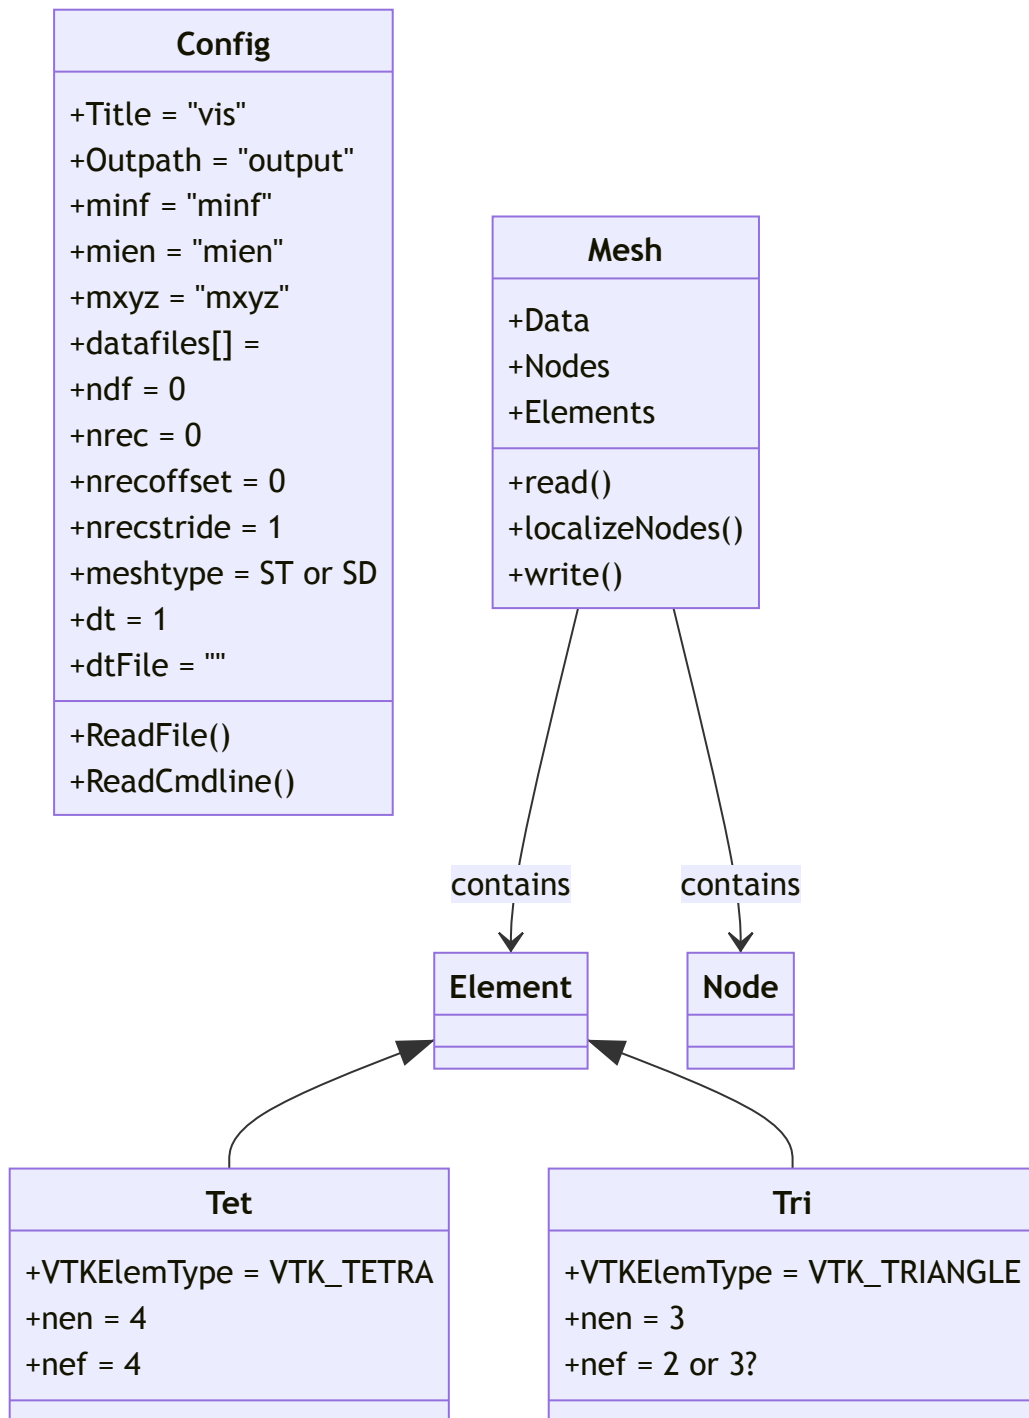 Config
+Title = "vis"
+Outpath = "output"
+minf = "minf"
+mien = "mien"
+mxyz = "mxyz"
+datafiles[] =
+ndf = 0
+nrec = 0
+nrecoffset = 0
+nrecstride = 1
+meshtype = ST or SD
+dt = 1
+dtFile = ""
+ReadFile()
+ReadCmdline()
Mesh
+Data
+Nodes
+Elements
+read()
+localizeNodes()
+write()
contains
contains
Element
Node
Tet
+VTKElemType = VTK_TETRA
+nen = 4
+nef = 4
Tri
+VTKElemType = VTK_TRIANGLE
+nen = 3
+nef = 2 or 3?